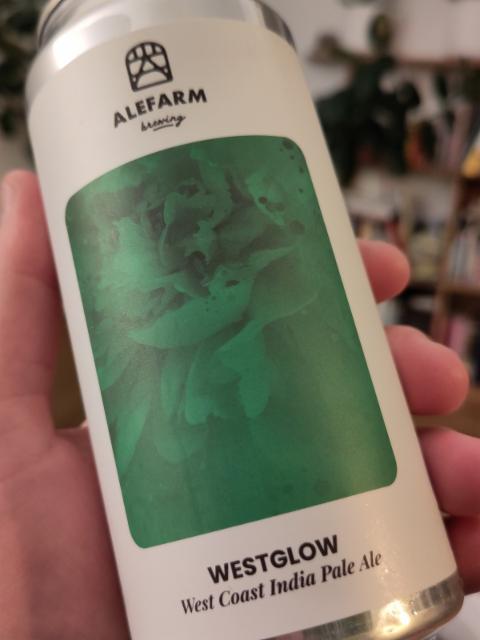 ALEFARM
brewing
WESTGLOW
West Coast India Pale Ale